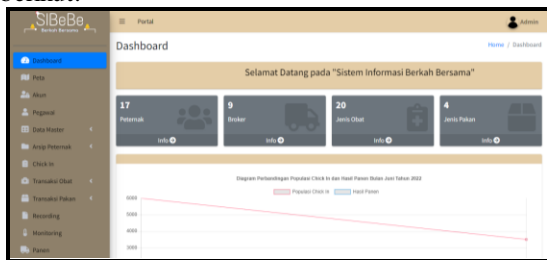 SIBeBe
Berkah Bersama
Portal
Admin
Dashboard
Home / Dashboard
Dashboard
Peta
Akun
Pegawai
Data Master
Arsip Peternak
Chick In
Transaksi Obat
Transaksi Pakan
Recording
Monitoring
Panen
Selamat Datang pada "Sistem Informasi Berkah Bersama"
17
Peternak
Info
9
Broker
Info
20
Jenis Obat
Info
4
Jenis Pakan
Info
Diagram Perbandingan Populasi Chick In dan Hasil Panen Bulan Juni Tahun 2022
Populasi Chick In
Hasil Panen
6000
5000
4000
3000